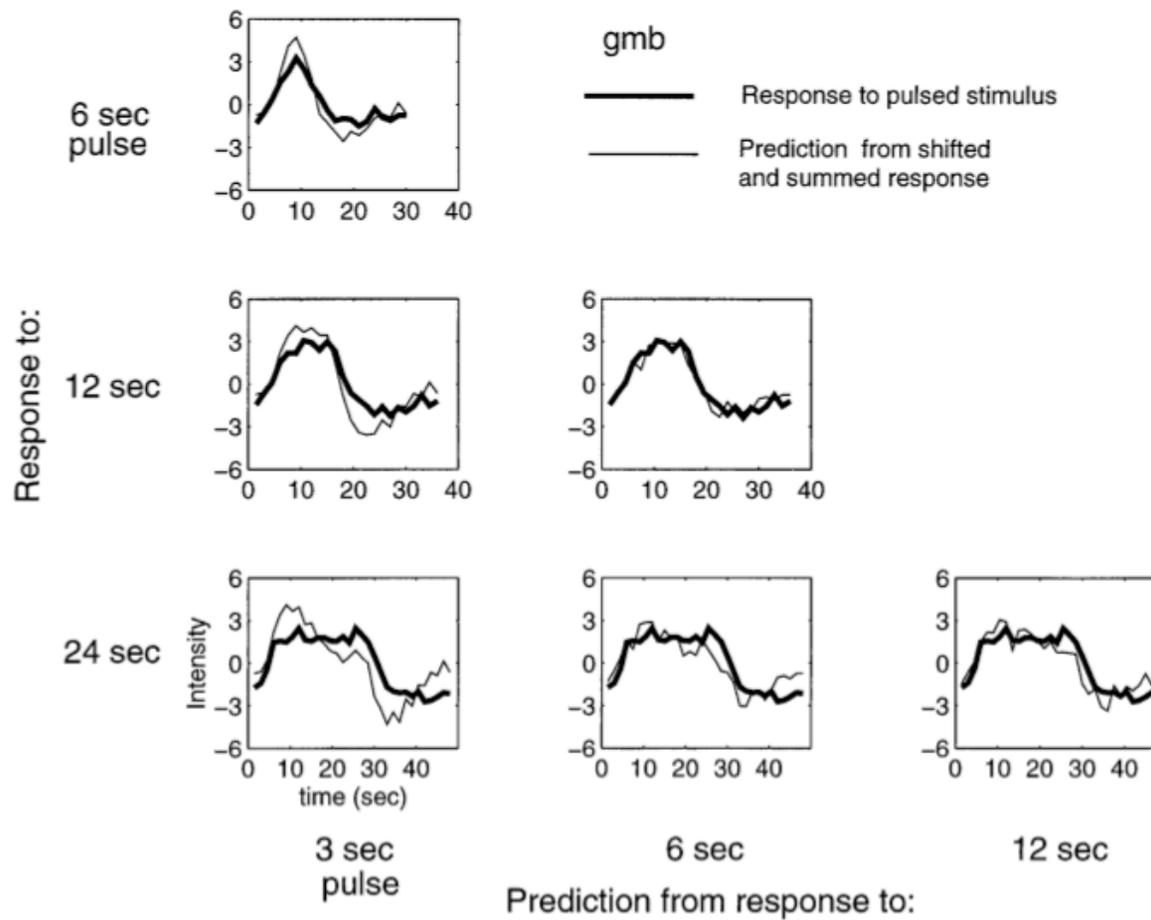 gmb
Response to pulsed stimulus
Prediction from shifted
and summed response
6 sec
pulse
6
3
0
−3
−6
0 10 20 30 40
Response to:
12 sec
6
3
0
−3
−6
0 10 20 30 40
6
3
0
−3
−6
0 10 20 30 40
24 sec
Intensity
6
3
0
−3
−6
0 10 20 30 40
time (sec)
6
3
0
−3
−6
0 10 20 30 40
6
3
0
−3
−6
0 10 20 30 40
3 sec
pulse
6 sec
12 sec
Prediction from response to: